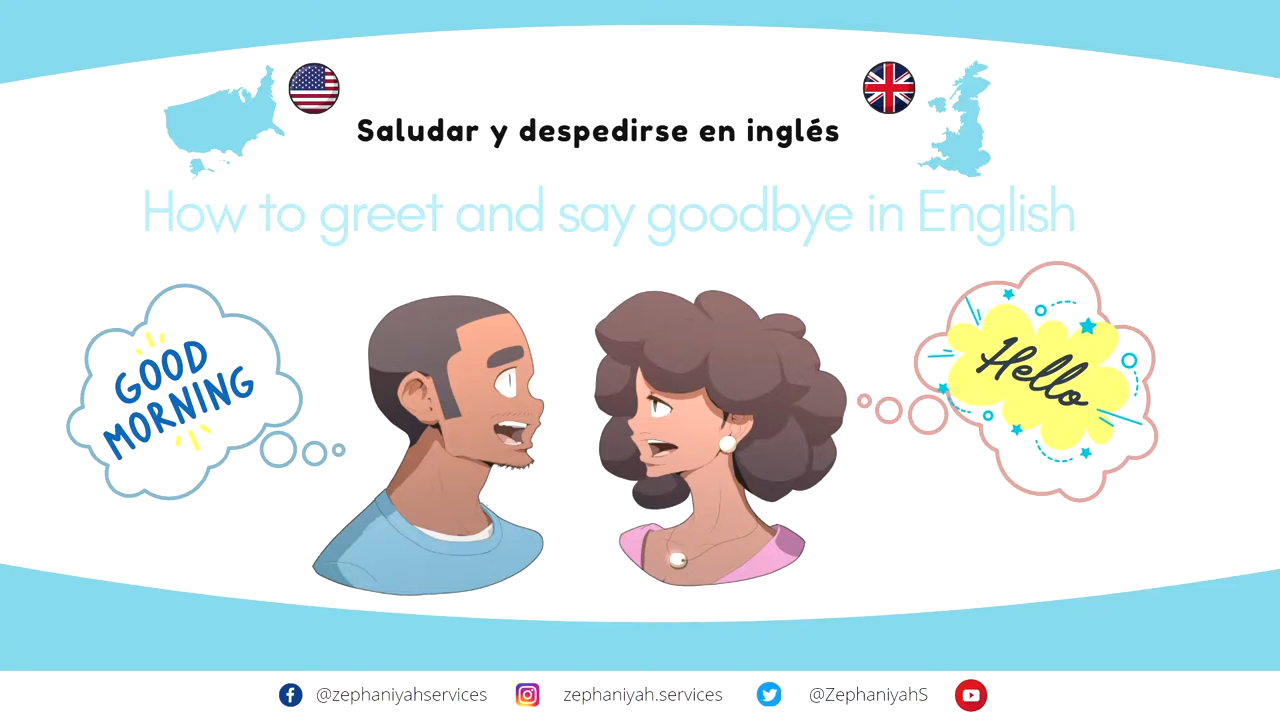 Saludar y despedirse en inglés
How to greet and say goodbye in English
GOOD
MORNING
Hello
@zephaniyahservices
zephaniyah.services
@ZephaniyahS